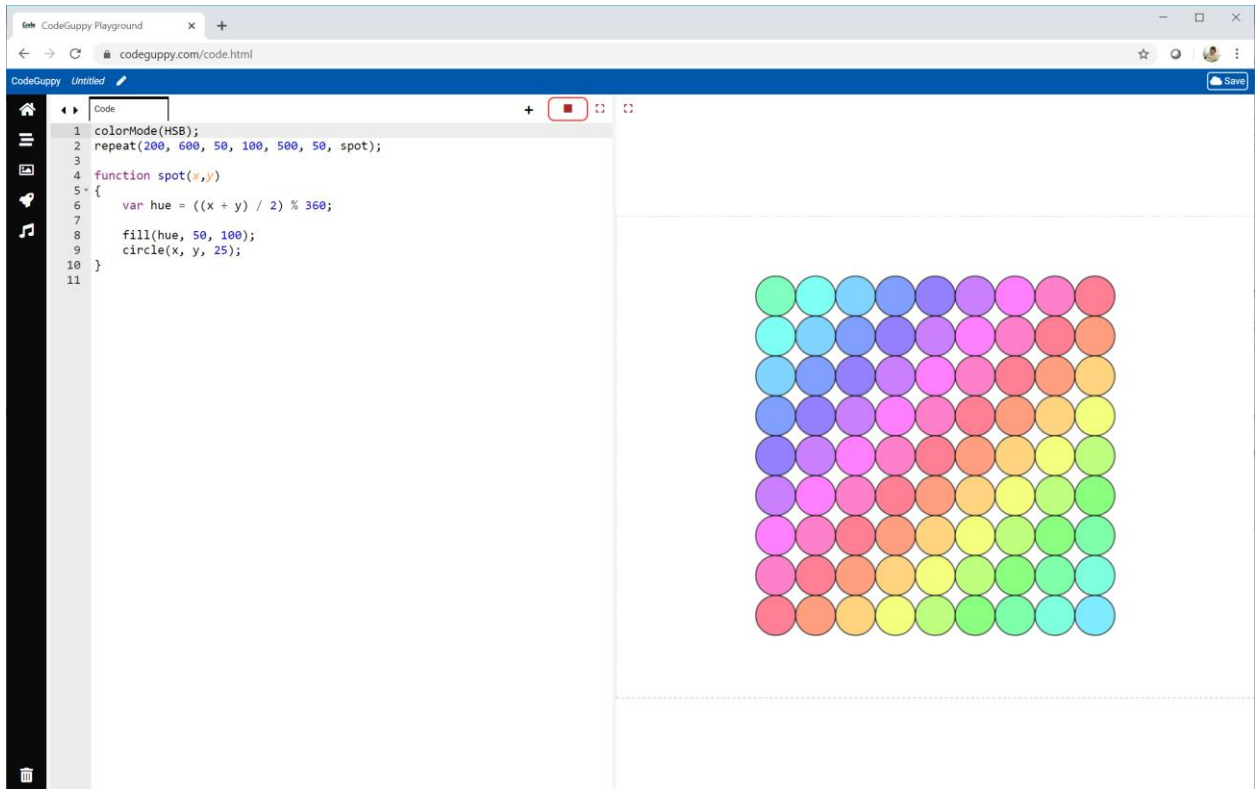 Code CodeGuppy Playground
codeguppy.com/code.html
CodeGuppy Untitled
Save
Code
1 colorMode(HSB);
2 repeat(200, 600, 50, 100, 500, 50, spot);
3
4 function spot(x,y)
5 {
6 var hue = ((x + y) / 2) % 360;
7
8 fill(hue, 50, 100);
9 circle(x, y, 25);
10 }
11